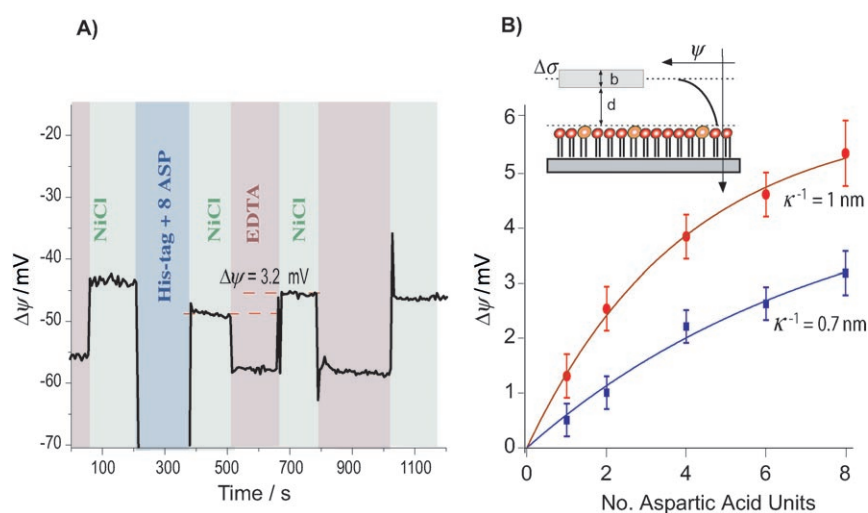 A)
Δψ / mV
-20
-30
-40
-50
-60
-70
NiCl
His-tag + 8 ASP
NiCl
EDTA
NiCl
Δψ = 3.2 mV
100
300
500
700
900
1100
Time / s
B)
Δσ
b
d
ψ
Δψ / mV
6
5
4
3
2
1
0
κ⁻¹ = 1 nm
κ⁻¹ = 0.7 nm
0
2
4
6
8
No. Aspartic Acid Units